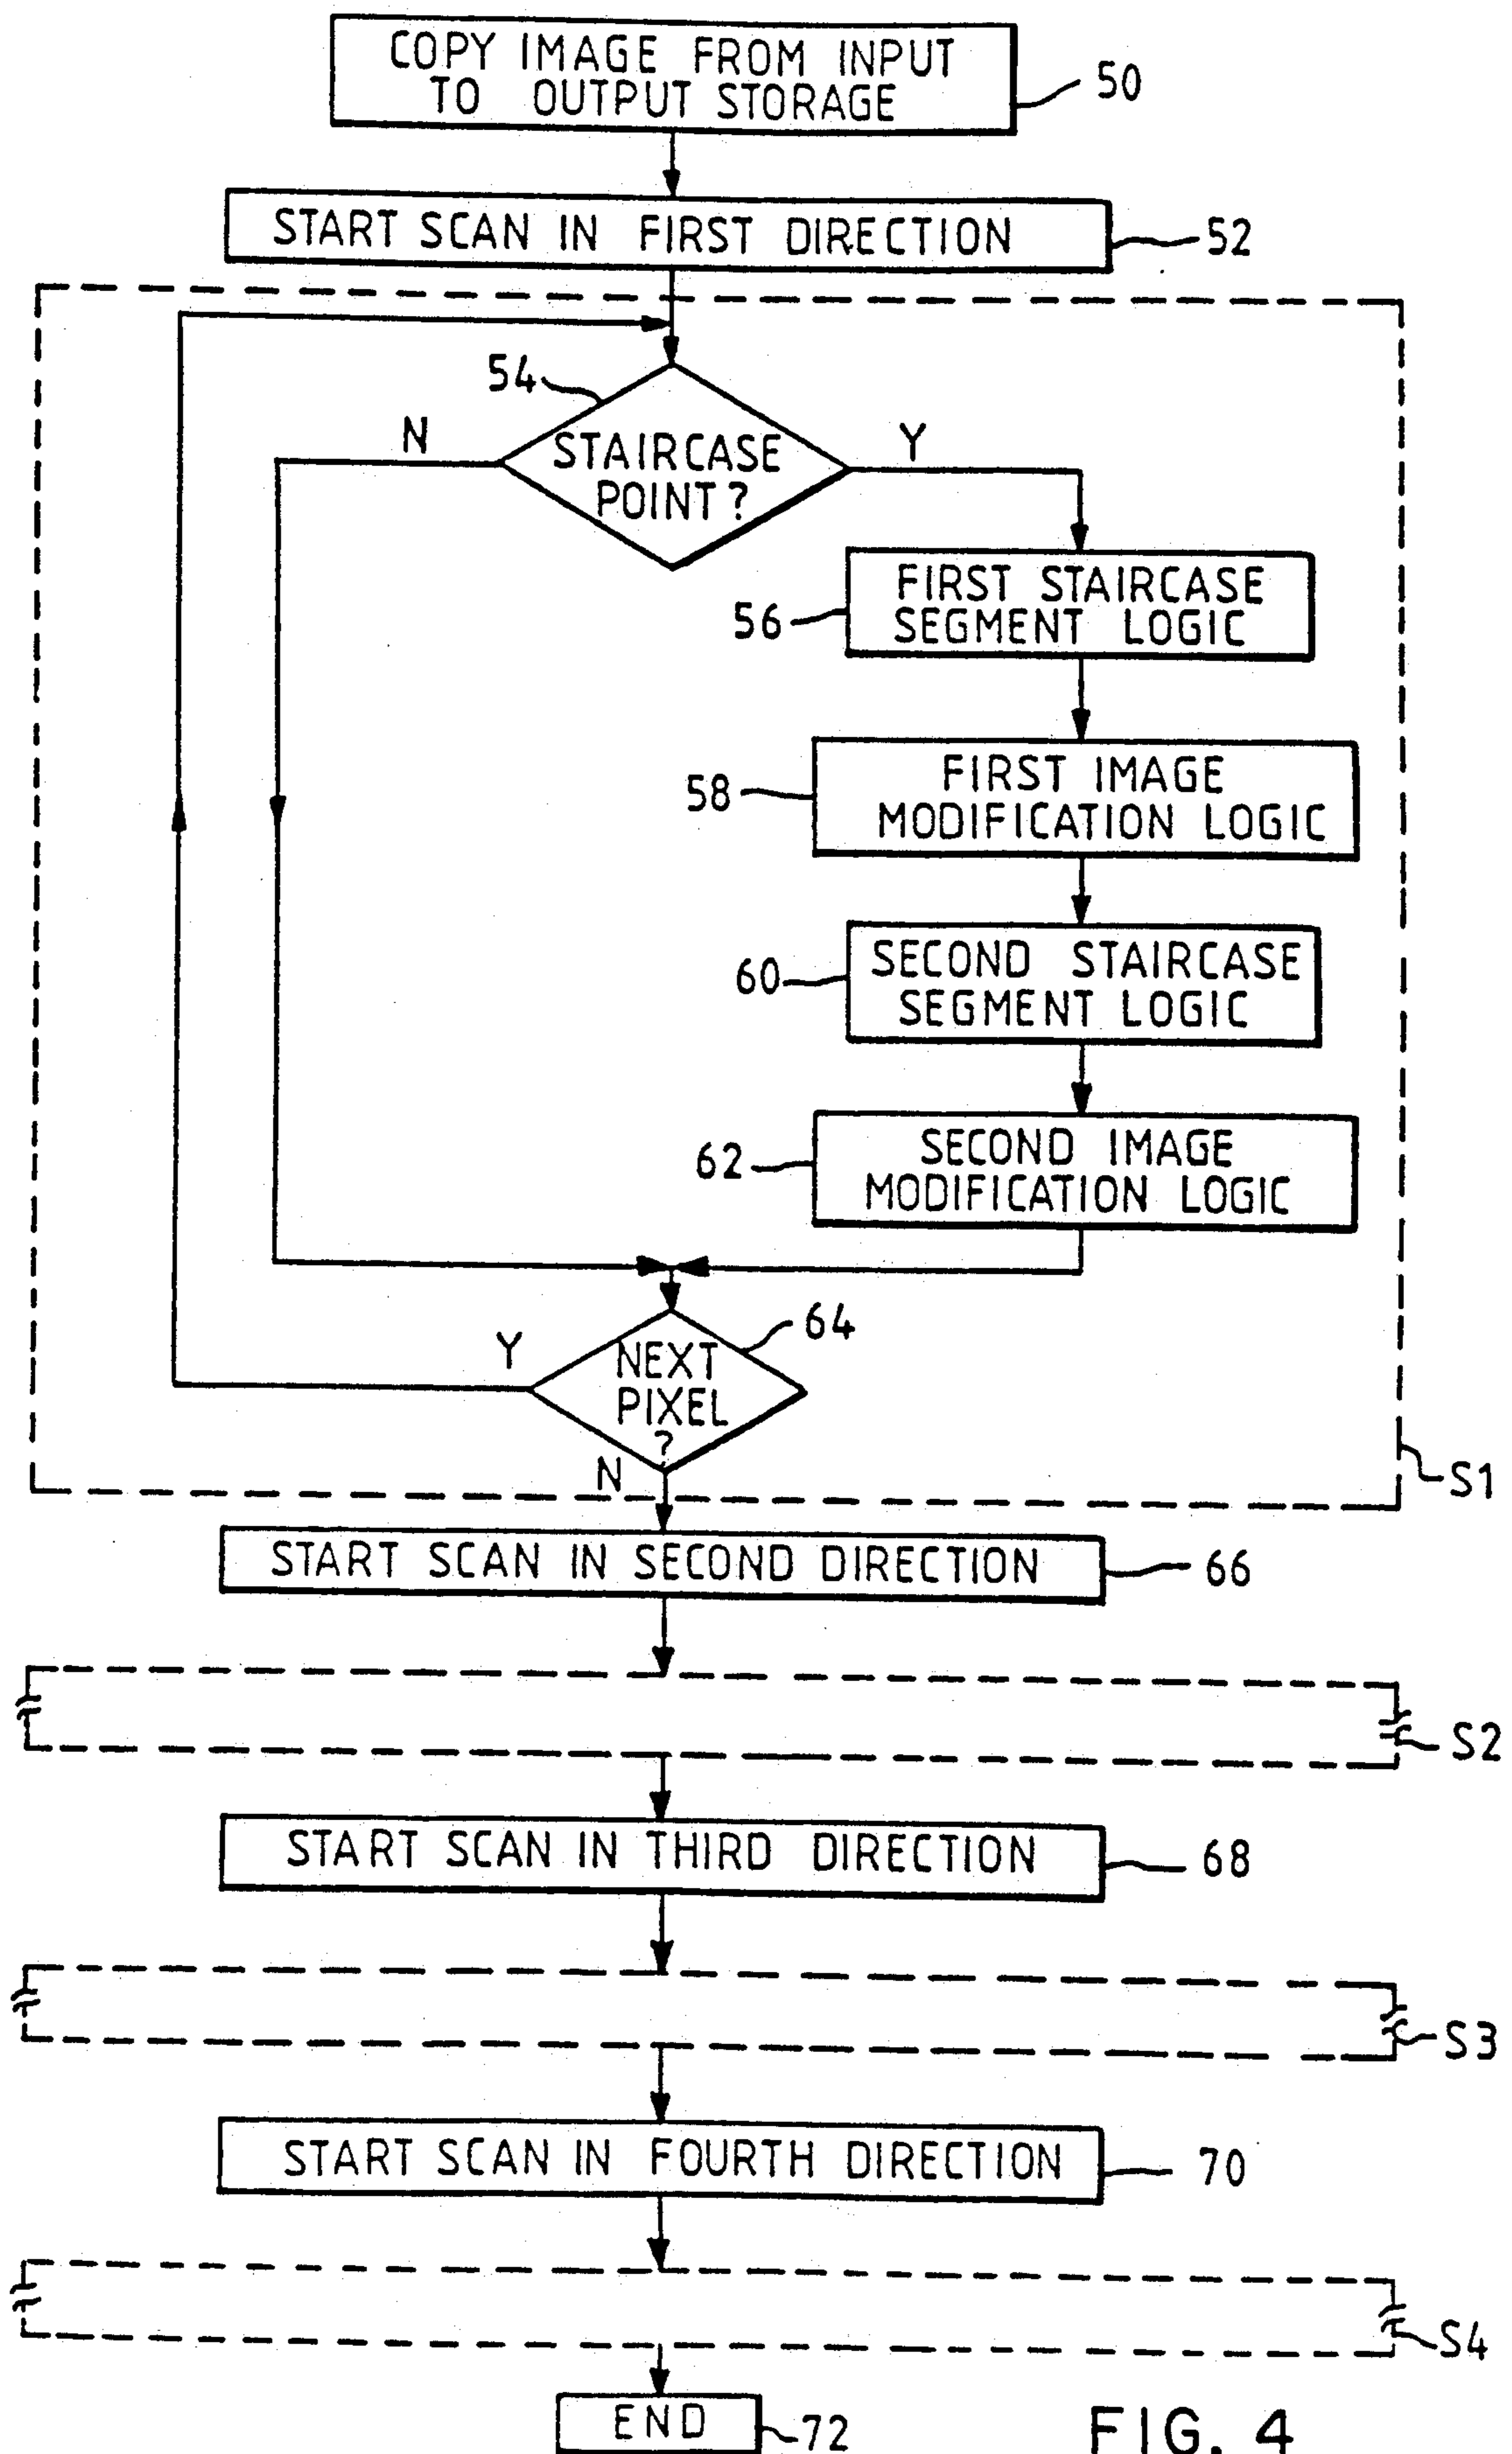 COPY IMAGE FROM INPUT
TO OUTPUT STORAGE
50
START SCAN IN FIRST DIRECTION
52
54
N
STAIRCASE
POINT?
Y
FIRST STAIRCASE
SEGMENT LOGIC
56
FIRST IMAGE
MODIFICATION LOGIC
58
SECOND STAIRCASE
SEGMENT LOGIC
60
SECOND IMAGE
MODIFICATION LOGIC
62
64
Y
NEXT
PIXEL
?
N
S1
START SCAN IN SECOND DIRECTION
66
S2
START SCAN IN THIRD DIRECTION
68
S3
START SCAN IN FOURTH DIRECTION
70
S4
END
72
FIG. 4